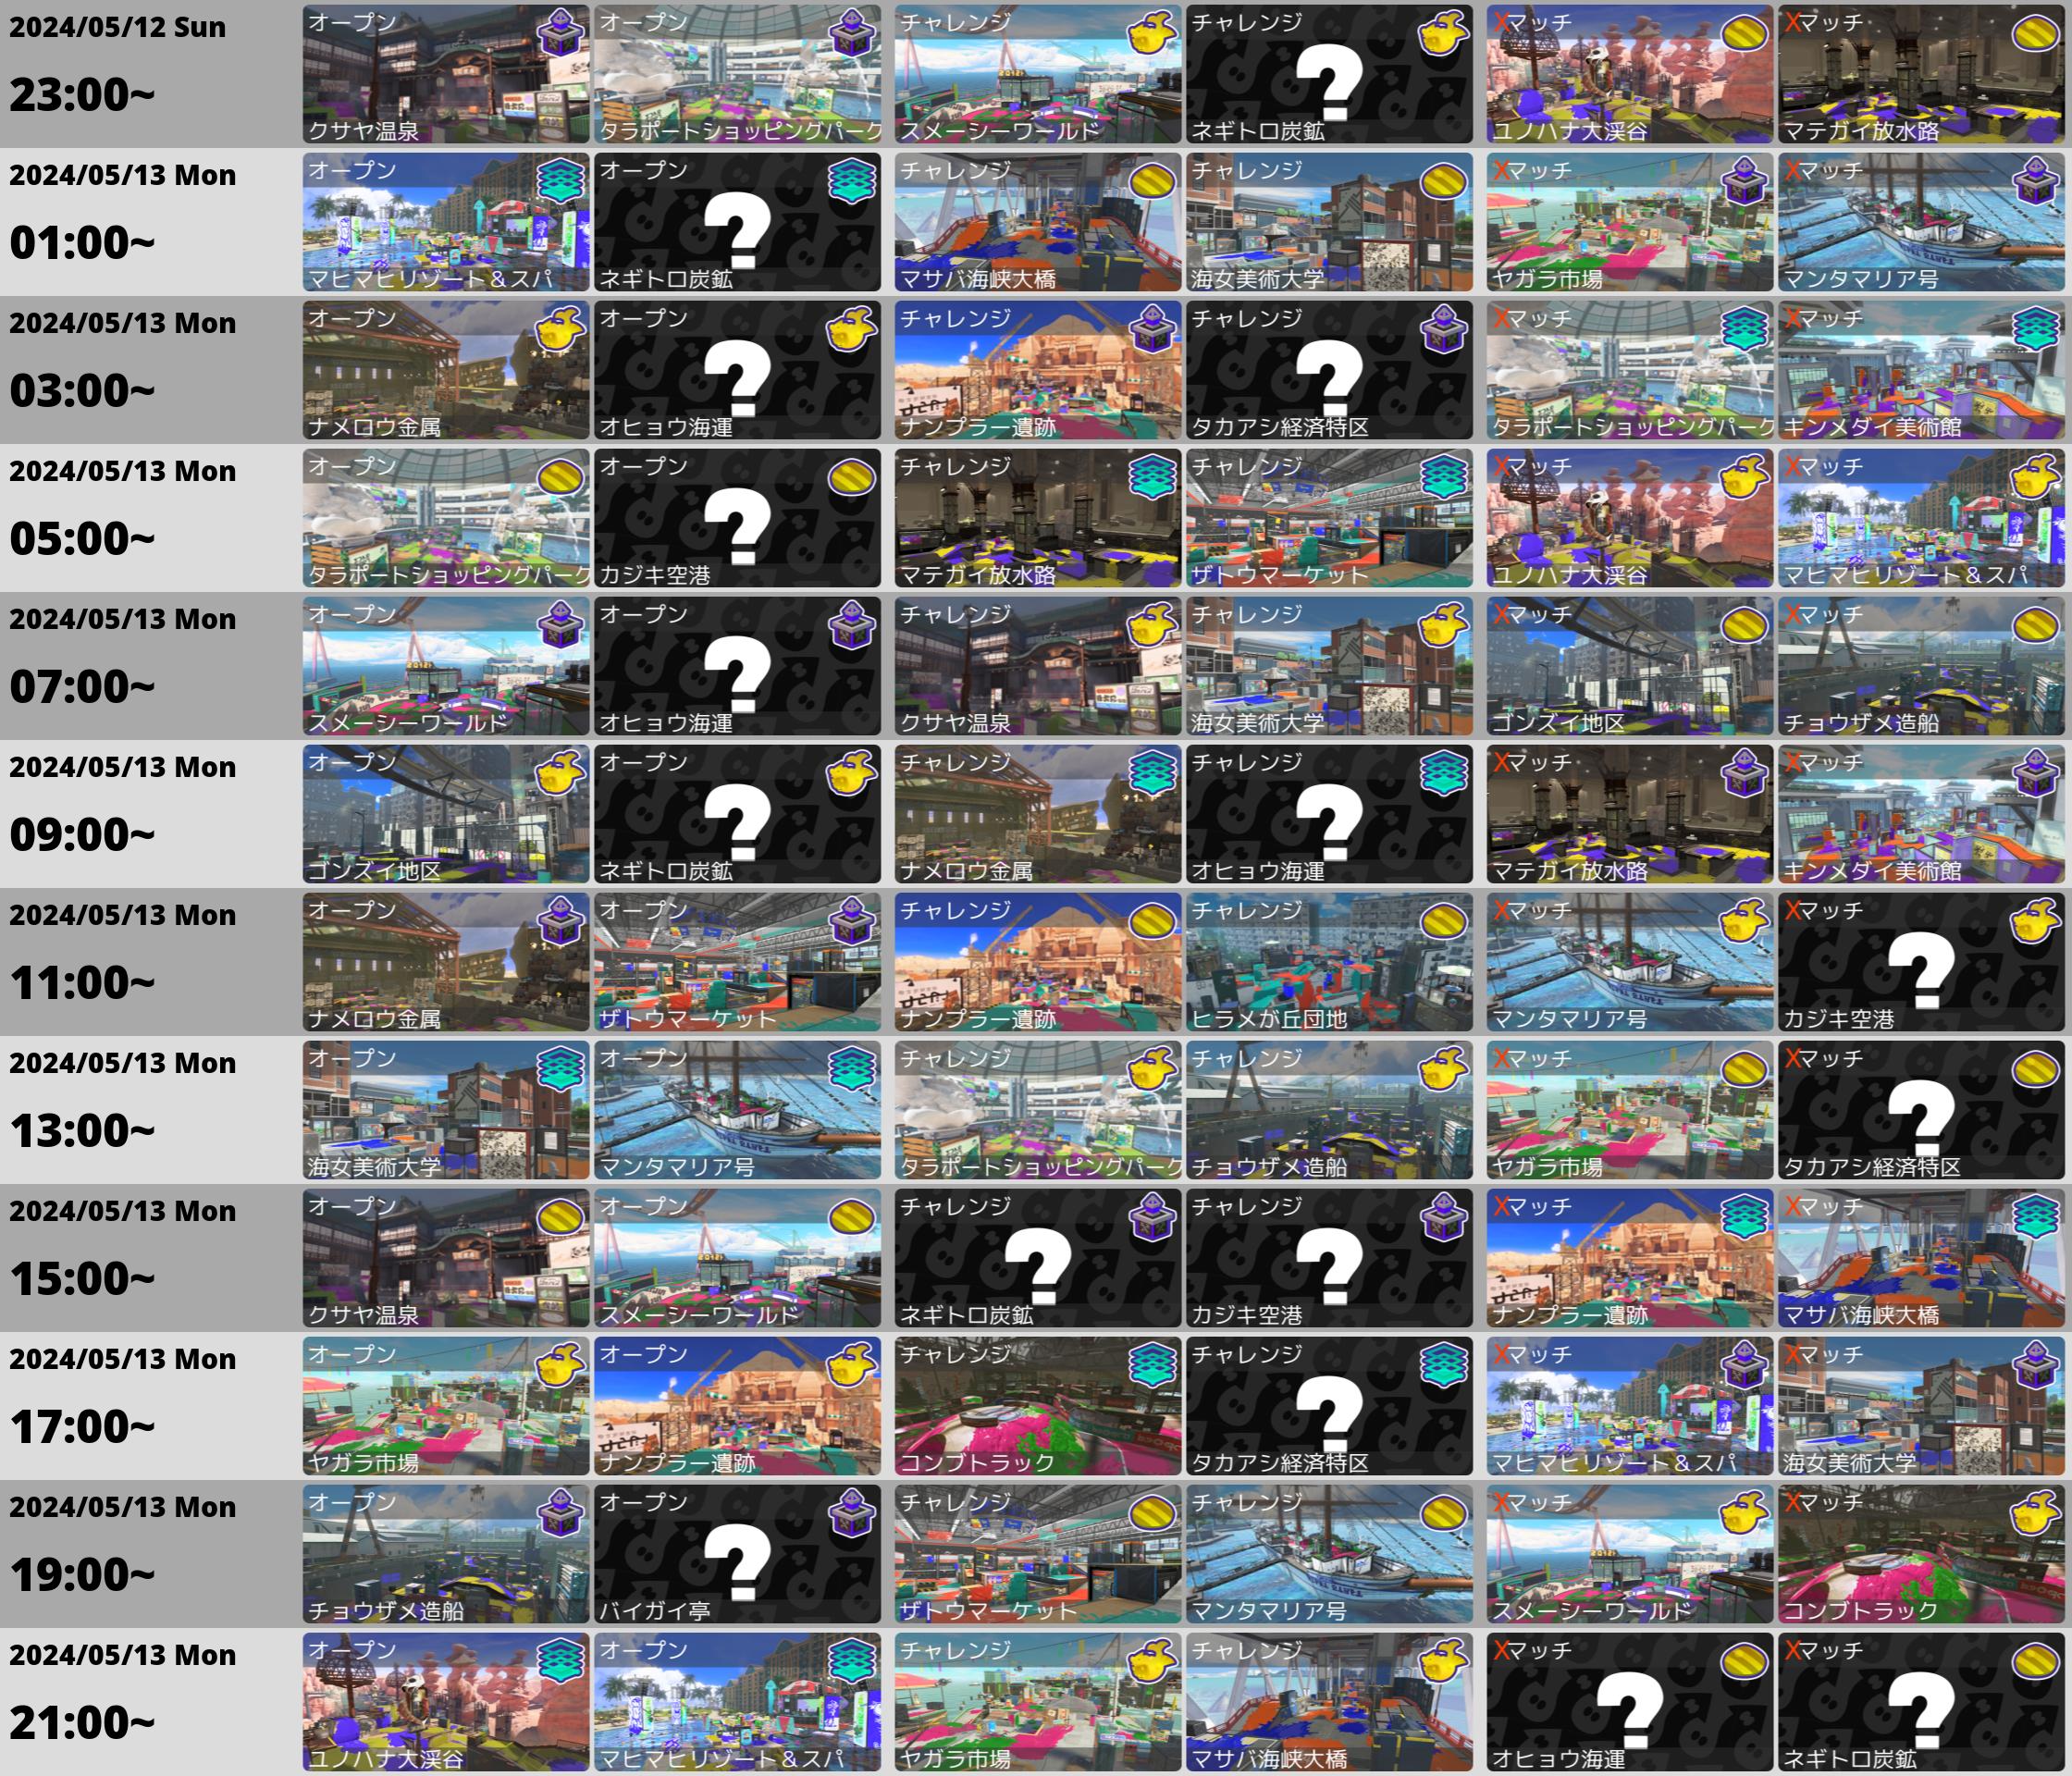 2024/05/12 Sun
23:00~
オープン
クサヤ温泉
オープン
タラポートショッピングパーク
チャレンジ
スメーシーワールド
チャレンジ
ネギトロ炭鉱
Xマッチ
ユノハナ大渓谷
Xマッチ
マテガイ放水路
2024/05/13 Mon
01:00~
オープン
マヒマヒリゾート&スパ
オープン
ネギトロ炭鉱
チャレンジ
マサバ海峡大橋
チャレンジ
海女美術大学
Xマッチ
ヤガラ市場
Xマッチ
マンタマリア号
2024/05/13 Mon
03:00~
オープン
ナメロウ金属
オープン
オヒョウ海運
チャレンジ
ナンプラー遺跡
チャレンジ
タカアシ経済特区
Xマッチ
タラポートショッピングパーク
Xマッチ
キンメダイ美術館
2024/05/13 Mon
05:00~
オープン
タラポートショッピングパーク
オープン
カジキ空港
チャレンジ
マテガイ放水路
チャレンジ
ザトウマーケット
Xマッチ
ユノハナ大渓谷
Xマッチ
マヒマヒリゾート&スパ
2024/05/13 Mon
07:00~
オープン
スメーシーワールド
オープン
オヒョウ海運
チャレンジ
クサヤ温泉
チャレンジ
海女美術大学
Xマッチ
ゴンズイ地区
Xマッチ
チョウザメ造船
2024/05/13 Mon
09:00~
オープン
ゴンズイ地区
オープン
ネギトロ炭鉱
チャレンジ
ナメロウ金属
チャレンジ
オヒョウ海運
Xマッチ
マテガイ放水路
Xマッチ
キンメダイ美術館
2024/05/13 Mon
11:00~
オープン
ナメロウ金属
オープン
ザトウマーケット
チャレンジ
ナンプラー遺跡
チャレンジ
ヒラメが丘団地
Xマッチ
マンタマリア号
Xマッチ
カジキ空港
2024/05/13 Mon
13:00~
オープン
海女美術大学
オープン
マンタマリア号
チャレンジ
タラポートショッピングパーク
チャレンジ
チョウザメ造船
Xマッチ
ヤガラ市場
Xマッチ
タカアシ経済特区
2024/05/13 Mon
15:00~
オープン
クサヤ温泉
オープン
スメーシーワールド
チャレンジ
ネギトロ炭鉱
チャレンジ
カジキ空港
Xマッチ
ナンプラー遺跡
Xマッチ
マサバ海峡大橋
2024/05/13 Mon
17:00~
オープン
ヤガラ市場
オープン
ナンプラー遺跡
チャレンジ
コンブトラック
チャレンジ
タカアシ経済特区
Xマッチ
マヒマヒリゾート&スパ
Xマッチ
海女美術大学
2024/05/13 Mon
19:00~
オープン
チョウザメ造船
オープン
バイガイ亭
チャレンジ
ザトウマーケット
チャレンジ
マンタマリア号
Xマッチ
スメーシーワールド
Xマッチ
コンブトラック
2024/05/13 Mon
21:00~
オープン
ユノハナ大渓谷
オープン
マヒマヒリゾート&スパ
チャレンジ
ヤガラ市場
チャレンジ
マサバ海峡大橋
Xマッチ
オヒョウ海運
Xマッチ
ネギトロ炭鉱